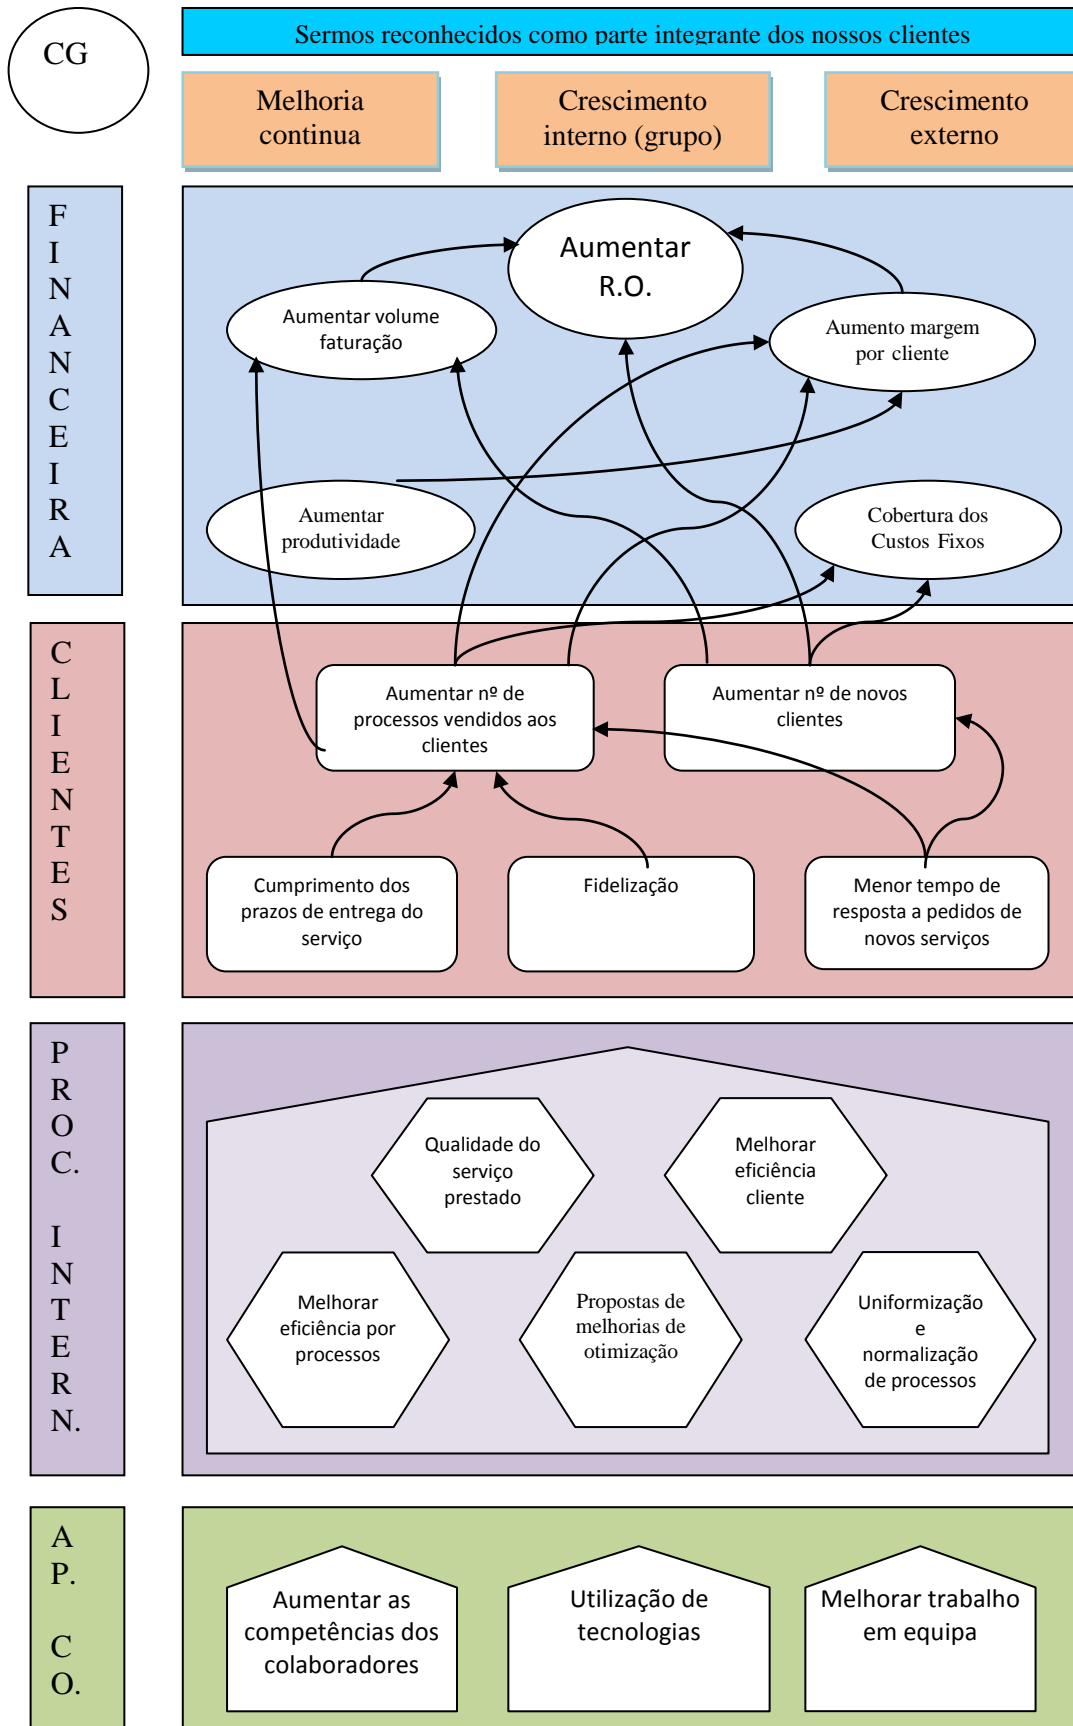 CG
Sermos reconhecidos como parte integrante dos nossos clientes
Melhoria
continua
Crescimento
interno (grupo)
Crescimento
externo
F
I
N
A
N
C
E
I
R
A
Aumentar
R.O.
Aumentar volume
faturação
Aumento margem
por cliente
Aumentar
produtividade
Cobertura dos
Custos Fixos
C
L
I
E
N
T
E
S
Aumentar nº de
processos vendidos aos
clientes
Aumentar nº de novos
clientes
Cumprimento dos
prazos de entrega do
serviço
Fidelização
Menor tempo de
resposta a pedidos de
novos serviços
P
R
O
C.
I
N
T
E
R
N.
Qualidade do
serviço
prestado
Melhorar
eficiência
cliente
Melhorar
eficiência por
processos
Propostas de
melhorias de
otimização
Uniformização
e
normalização
de processos
A
P.
C
O.
Aumentar as
competências dos
colaboradores
Utilização de
tecnologias
Melhorar trabalho
em equipa